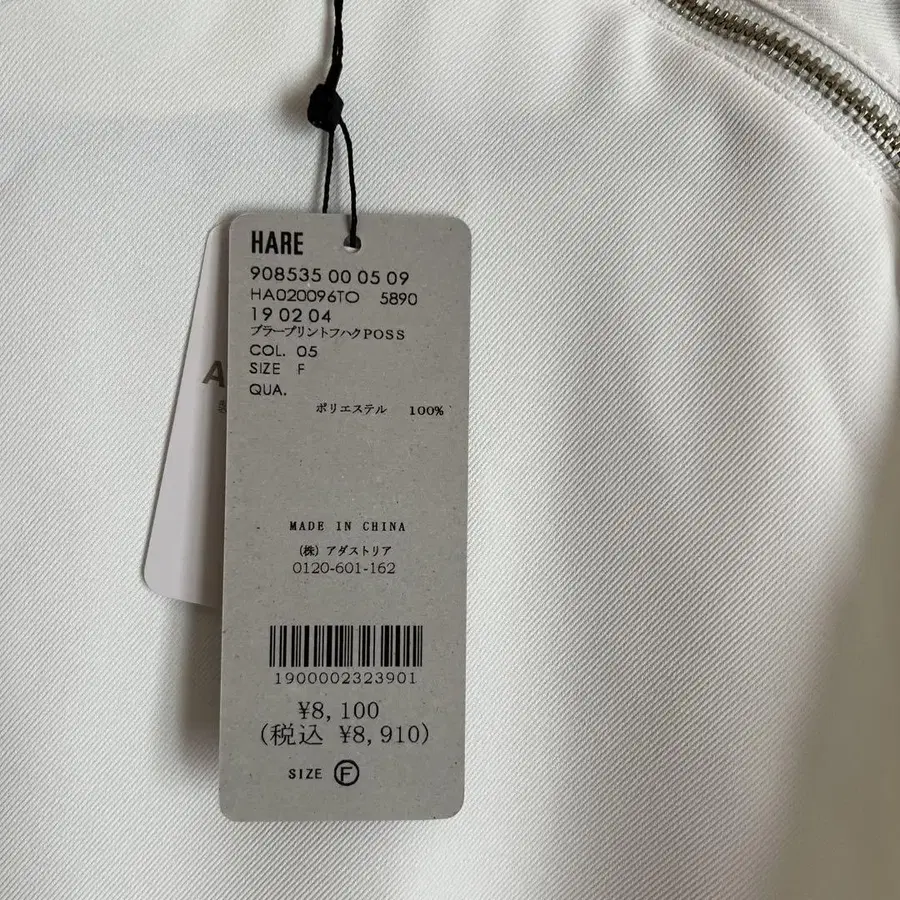 HARE
908535 00 05 09
HA020096TO 5890
19 02 04
ブラープリントフハクPOSS
COL. 05
SIZE F
QUA.
ポリエステル 100%
MADE IN CHINA
(株) アダストリア
0120-601-162
1900002323901
¥8,100
(税込 ¥8,910)
SIZE F
A